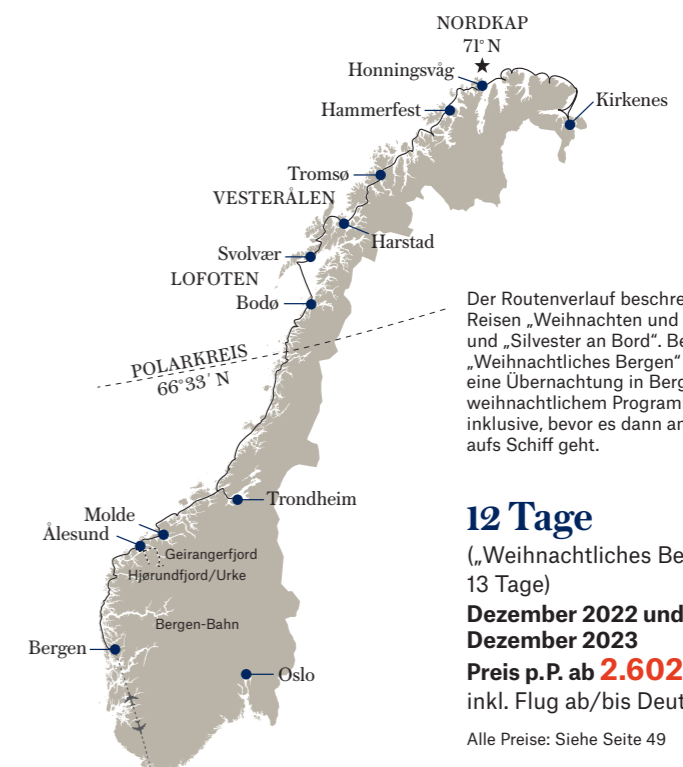 NORDKAP
71° N
Honningsvåg
Kirkenes
Hammerfest
Tromsø
VESTERÅLEN
Harstad
Svolvær
LOFOTEN
Bodø
POLARKREIS
66°33′ N
Trondheim
Molde
Ålesund
Geirangerfjord
Hjørundfjord/Urke
Bergen-Bahn
Bergen
Oslo
Der Routenverlauf beschre
Reisen „Weihnachten und
und „Silvester an Bord“. Be
„Weihnachtliches Bergen“
eine Übernachtung in Berg
weihnachtlichem Program
inklusive, bevor es dann an
aufs Schiff geht.
12 Tage
(„Weihnachtliches Be
13 Tage)
Dezember 2022 und
Dezember 2023
Preis p.P. ab 2.602
inkl. Flug ab/bis Deut
Alle Preise: Siehe Seite 49